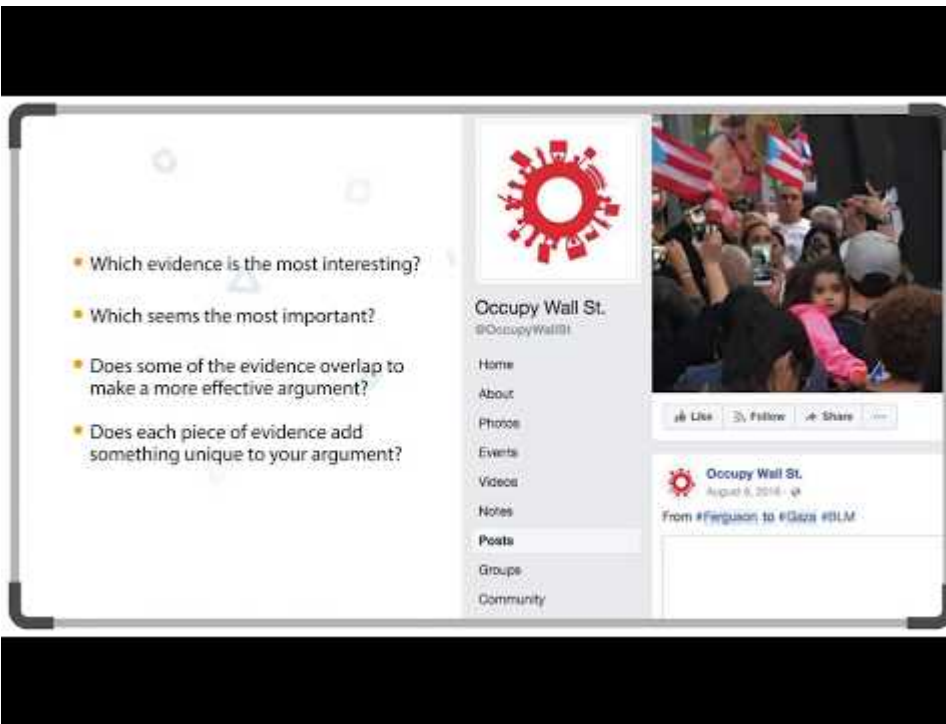 Which evidence is the most interesting?
Which seems the most important?
Does some of the evidence overlap to
make a more effective argument?
Does each piece of evidence add
something unique to your argument?
Occupy Wall St.
@OccupyWallSt
Home
About
Photos
Events
Videos
Notes
Posts
Groups
Community
Like Follow Share
Occupy Wall St.
August 6, 2016
From #Ferguson to #Gaza #BLM